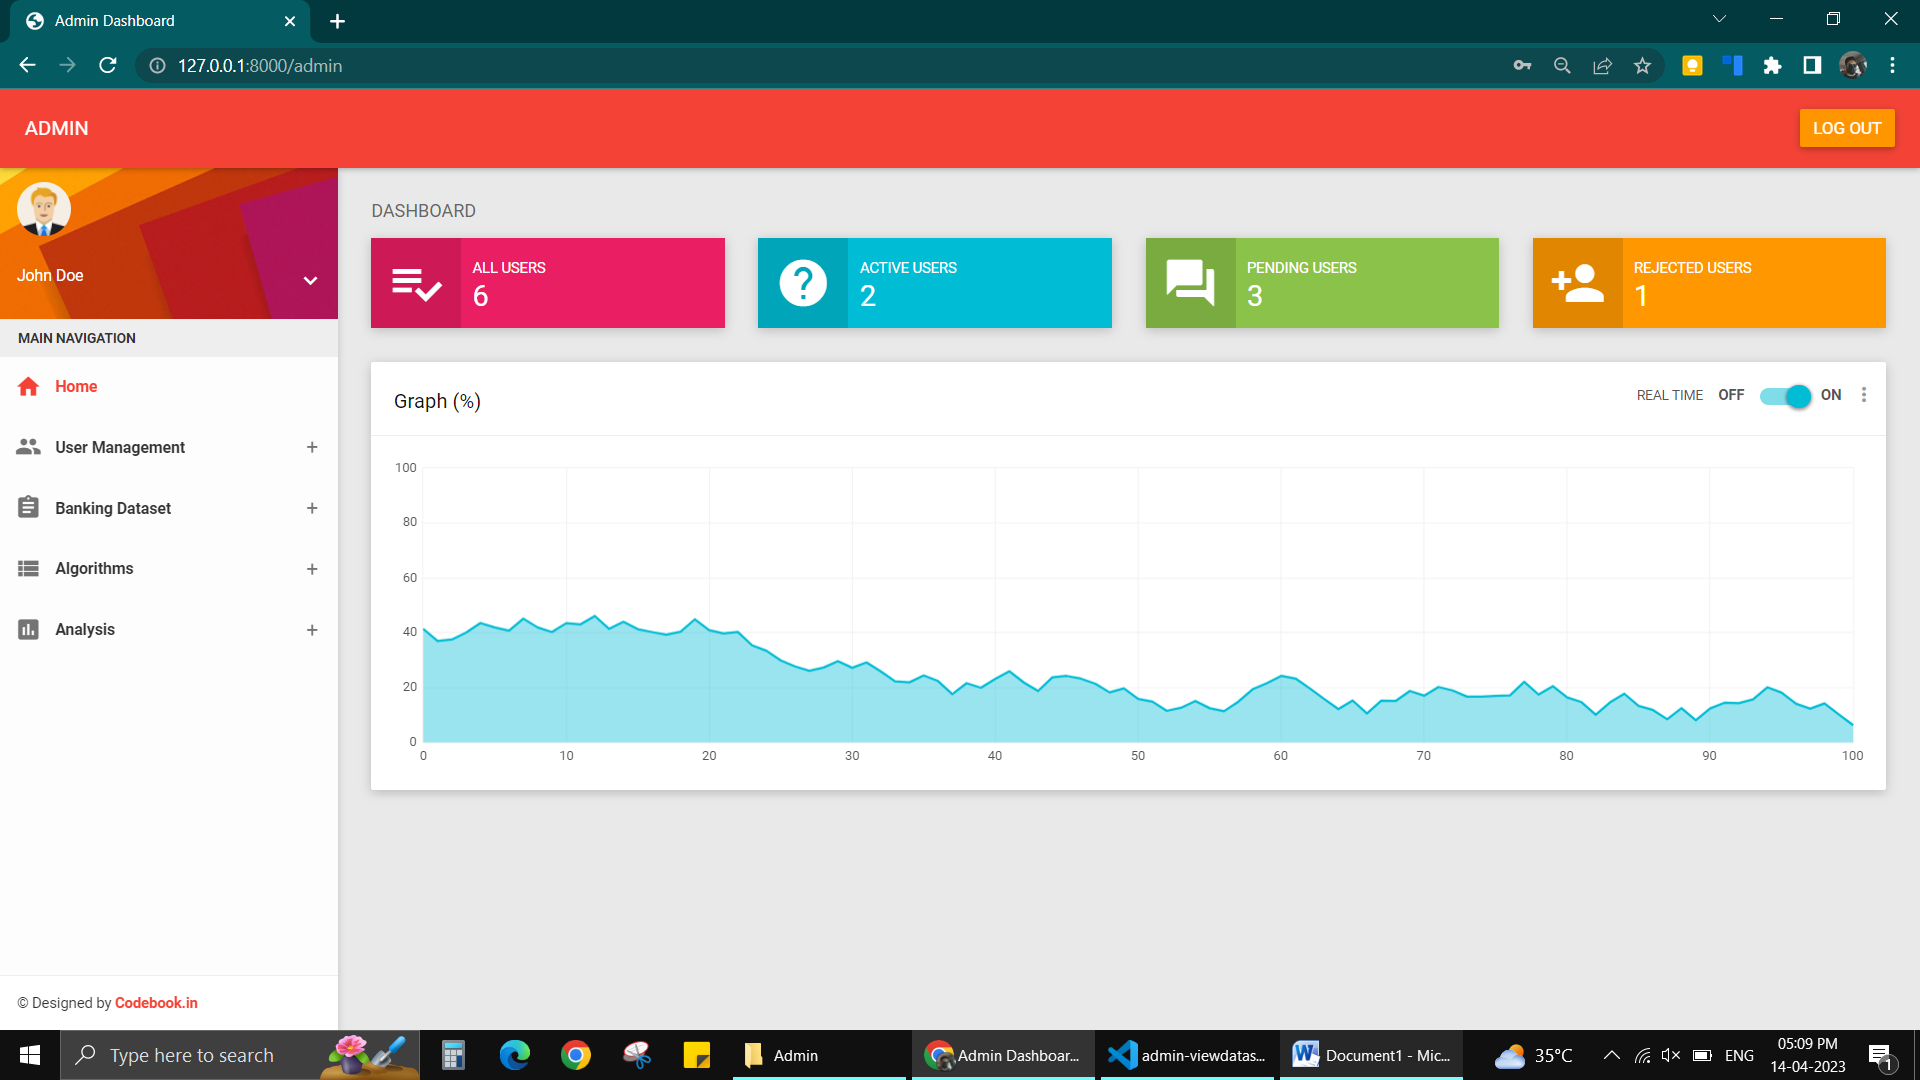 Admin Dashboard
127.0.0.1:8000/admin
ADMIN
LOG OUT
John Doe
MAIN NAVIGATION
Home
User Management
Banking Dataset
Algorithms
Analysis
© Designed by Codebook.in
DASHBOARD
ALL USERS
6
ACTIVE USERS
2
PENDING USERS
3
REJECTED USERS
1
Graph (%)
REAL TIME OFF ON
100
80
60
40
20
0
0 10 20 30 40 50 60 70 80 90 100
Type here to search
Admin
Admin Dashboar...
admin-viewdatas...
Document1 - Mic...
35°C
ENG
05:09 PM
14-04-2023
1